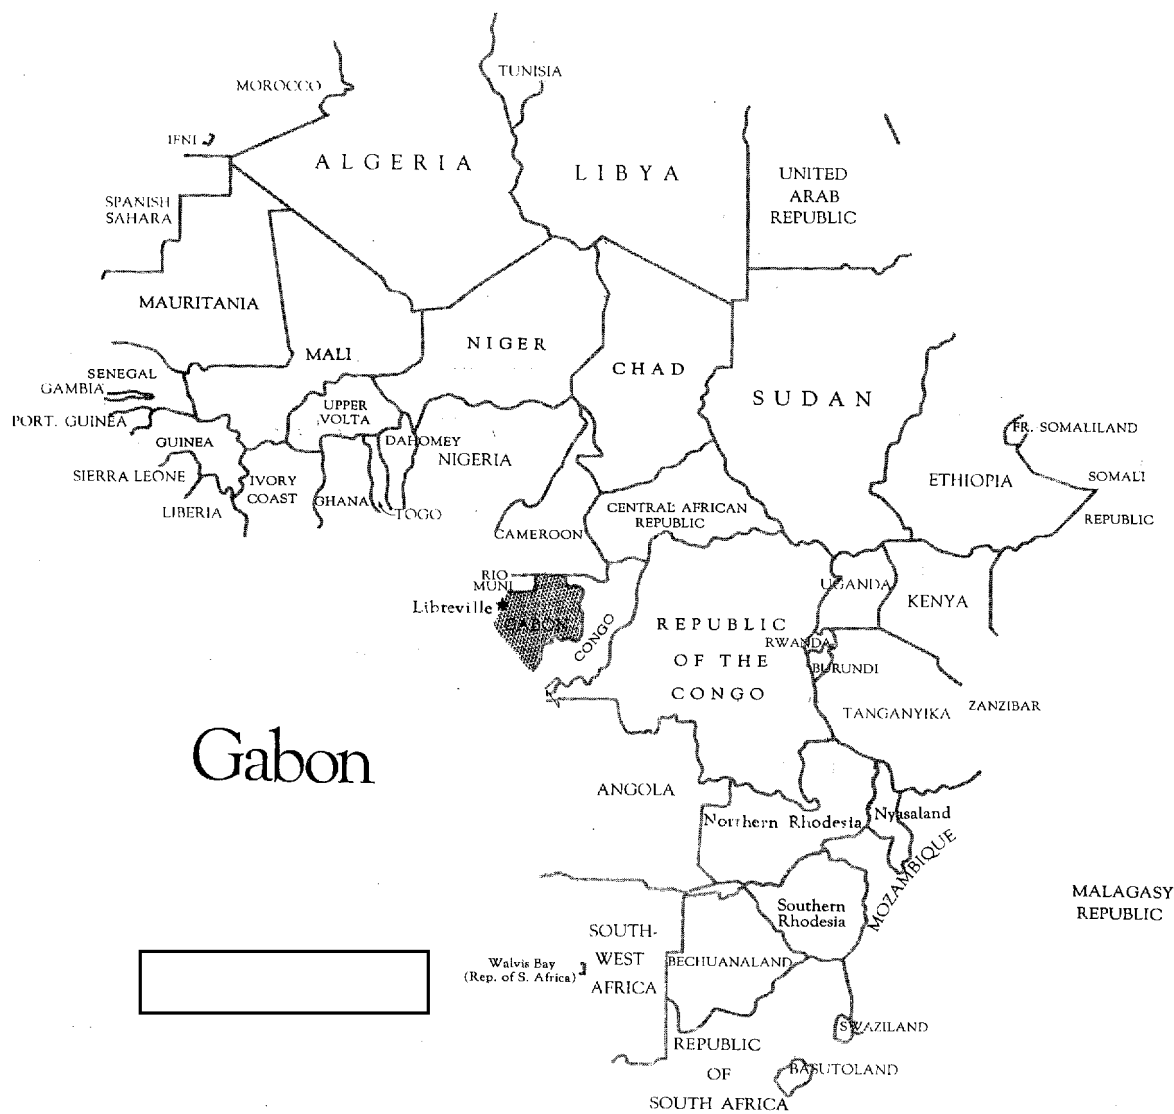 TUNISIA
MOROCCO
IFNI
ALGERIA
LIBYA
UNITED
ARAB
REPUBLIC
SPANISH
SAHARA
MAURITANIA
MALI
NIGER
CHAD
SUDAN
SENEGAL
GAMBIA
PORT. GUINEA
GUINEA
SIERRA LEONE
LIBERIA
IVORY
COAST
UPPER
VOLTA
GHANA
TOGO
DAHOMEY
NIGERIA
CAMEROON
CENTRAL AFRICAN
REPUBLIC
FR. SOMALILAND
ETHIOPIA
SOMALI
REPUBLIC
RIO
MUNI
Libreville
GABON
CONGO
REPUBLIC
OF THE
CONGO
UGANDA
KENYA
RWANDA
BURUNDI
TANGANYIKA
ZANZIBAR
Gabon
ANGOLA
Northern Rhodesia
Nyasaland
MOZAMBIQUE
Southern
Rhodesia
MALAGASY
REPUBLIC
SOUTH-
WEST
AFRICA
Walvis Bay
(Rep. of S. Africa)
BECHUANALAND
SWAZILAND
BASUTOLAND
REPUBLIC
OF
SOUTH AFRICA